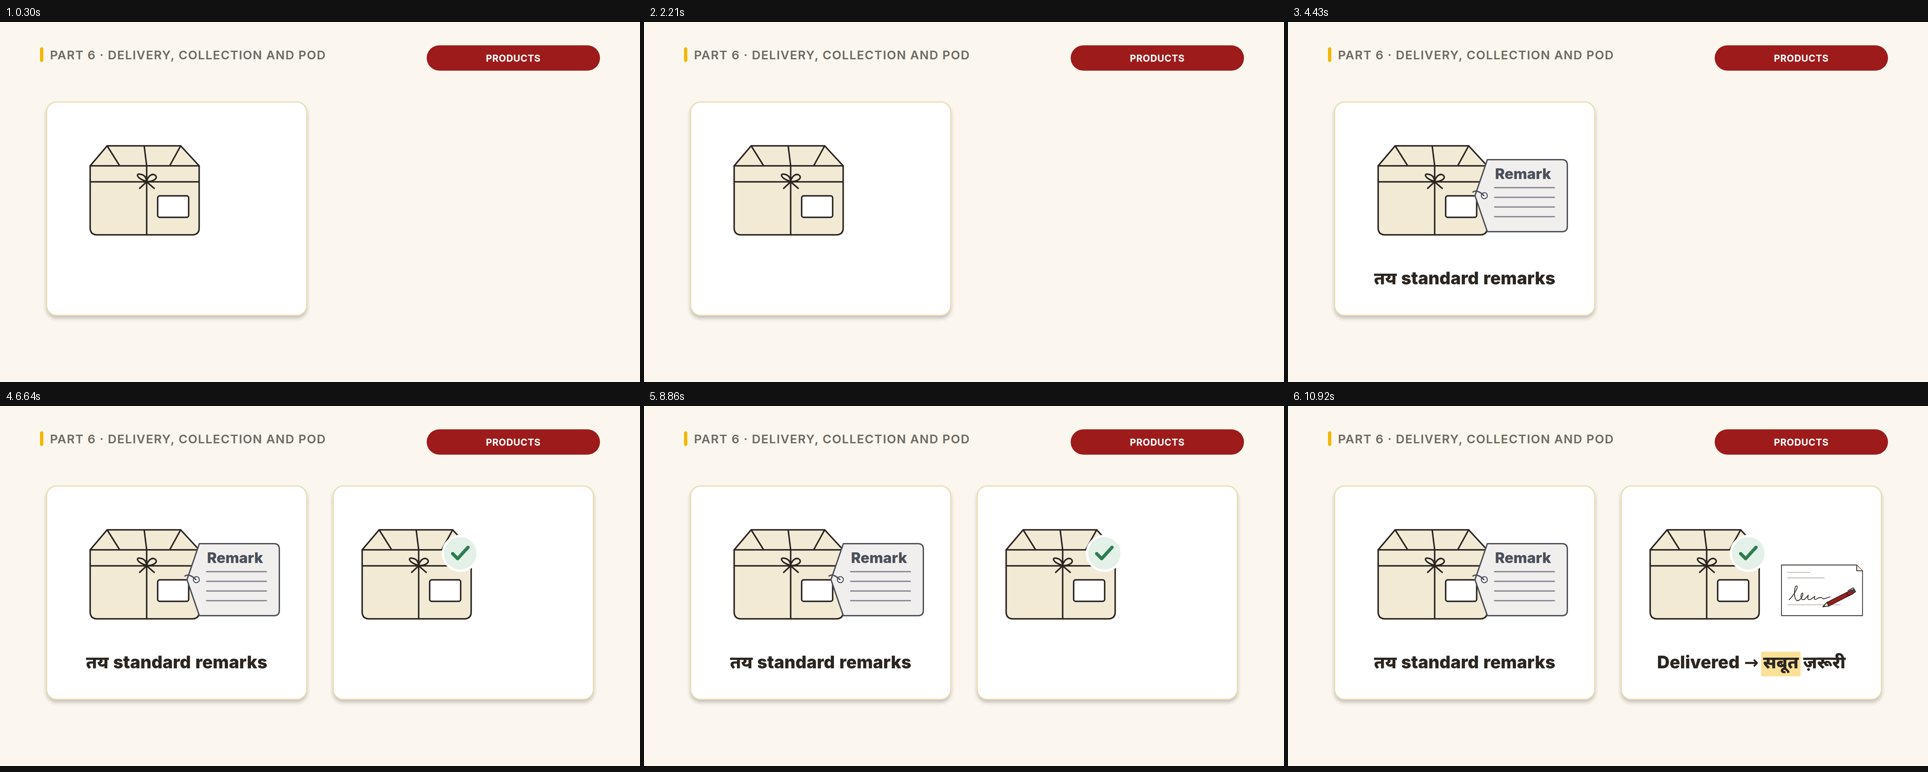 1. 0.30s
PART 6 · DELIVERY, COLLECTION AND POD
PRODUCTS
2. 2.21s
PART 6 · DELIVERY, COLLECTION AND POD
PRODUCTS
3. 4.43s
PART 6 · DELIVERY, COLLECTION AND POD
PRODUCTS
Remark
तय standard remarks
4. 6.64s
PART 6 · DELIVERY, COLLECTION AND POD
PRODUCTS
Remark
तय standard remarks
5. 8.86s
PART 6 · DELIVERY, COLLECTION AND POD
PRODUCTS
Remark
तय standard remarks
6. 10.92s
PART 6 · DELIVERY, COLLECTION AND POD
PRODUCTS
Remark
तय standard remarks
Delivered → सबूत ज़रूरी